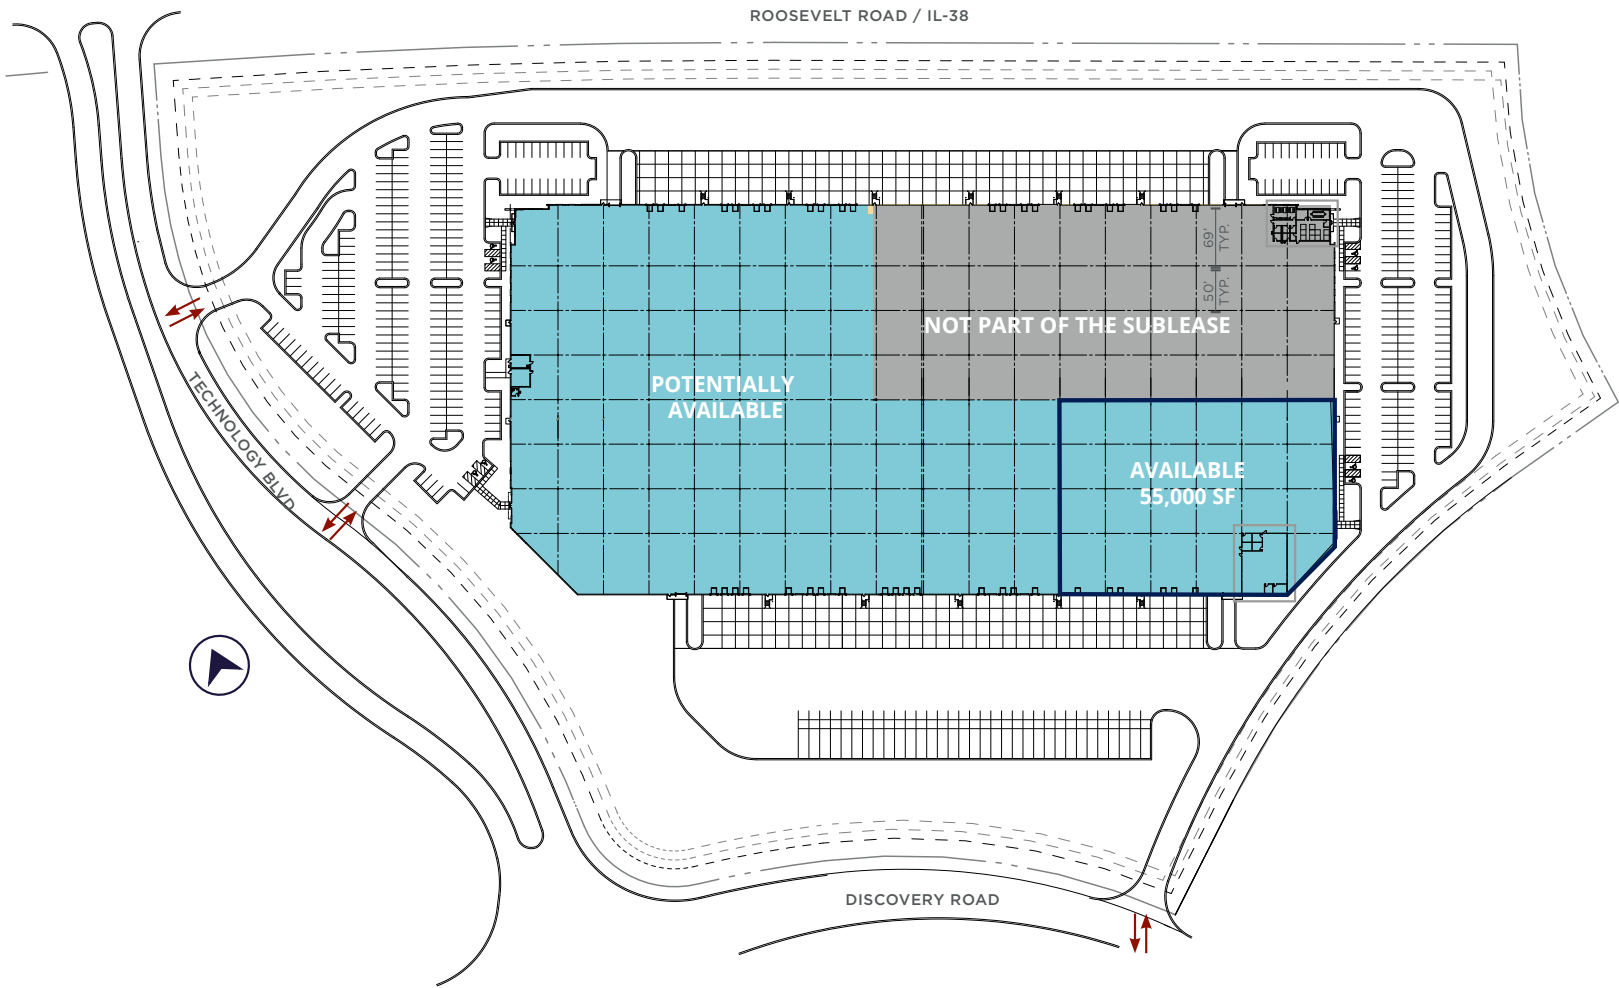 ROOSEVELT ROAD / IL-38
69'
TYP.
50'
TYP.
NOT PART OF THE SUBLEASE
POTENTIALLY
AVAILABLE
TECHNOLOGY BLVD
AVAILABLE
55,000 SF
DISCOVERY ROAD